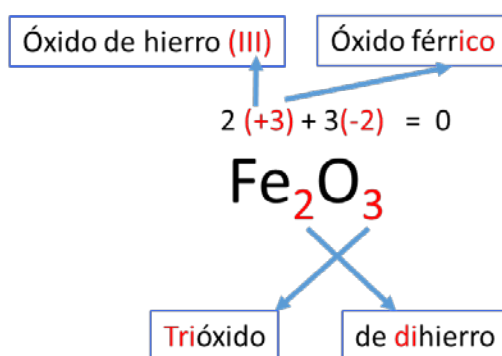 Óxido de hierro (III)
Óxido férrico
2 (+3) + 3(-2) = 0
Fe₂O₃
Trióxido
de dihierro